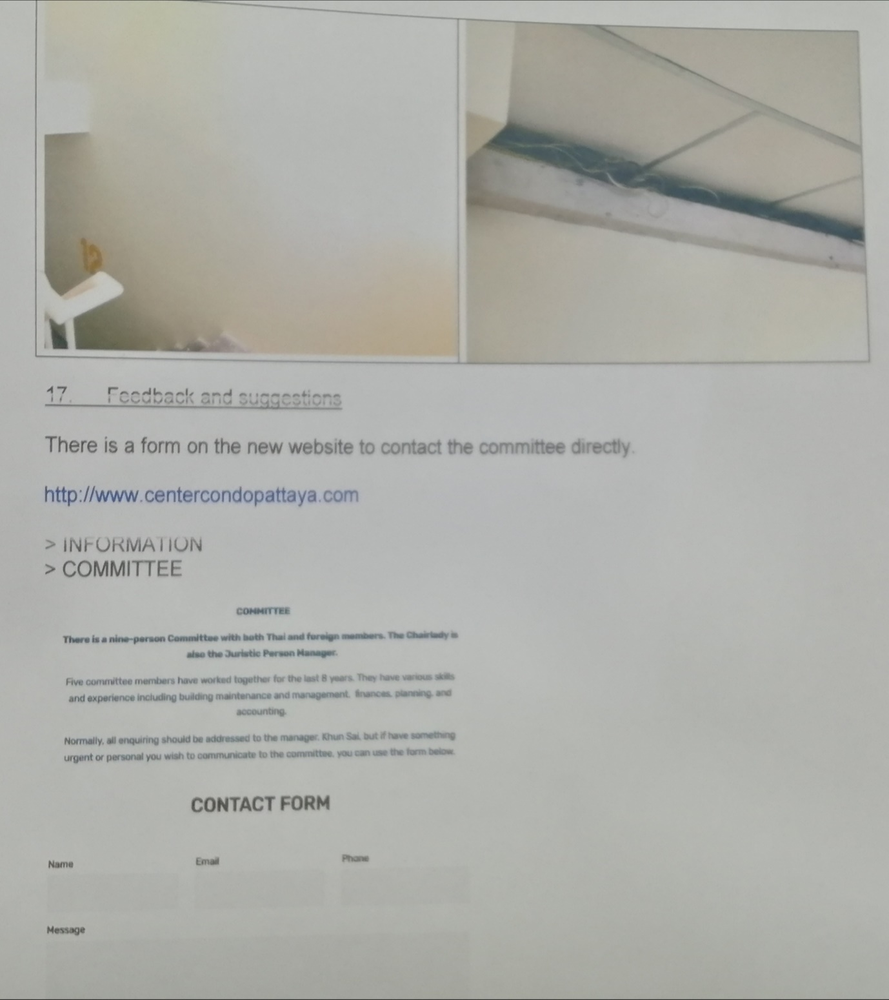 17. Feedback and suggestions
There is a form on the new website to contact the committee directly.
http://www.centercondopattaya.com
> INFORMATION
> COMMITTEE
COMMITTEE
There is a nine-person Committee with both Thai and foreign members. The Chairlady is
also the Juristic Person Manager.
Five committee members have worked together for the last 8 years. They have various skills
and experience including building maintenance and management, finances, planning, and
accounting.
Normally, all enquiring should be addressed to the manager, Khun Sai, but if have something
urgent or personal you wish to communicate to the committee, you can use the form below.
CONTACT FORM
Name Email Phone
Message